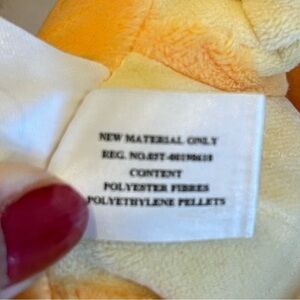 NEW MATERIAL ONLY
REG. NO.
CONTENT
POLYESTER FIBRES
POLYETHYLENE PELLETS